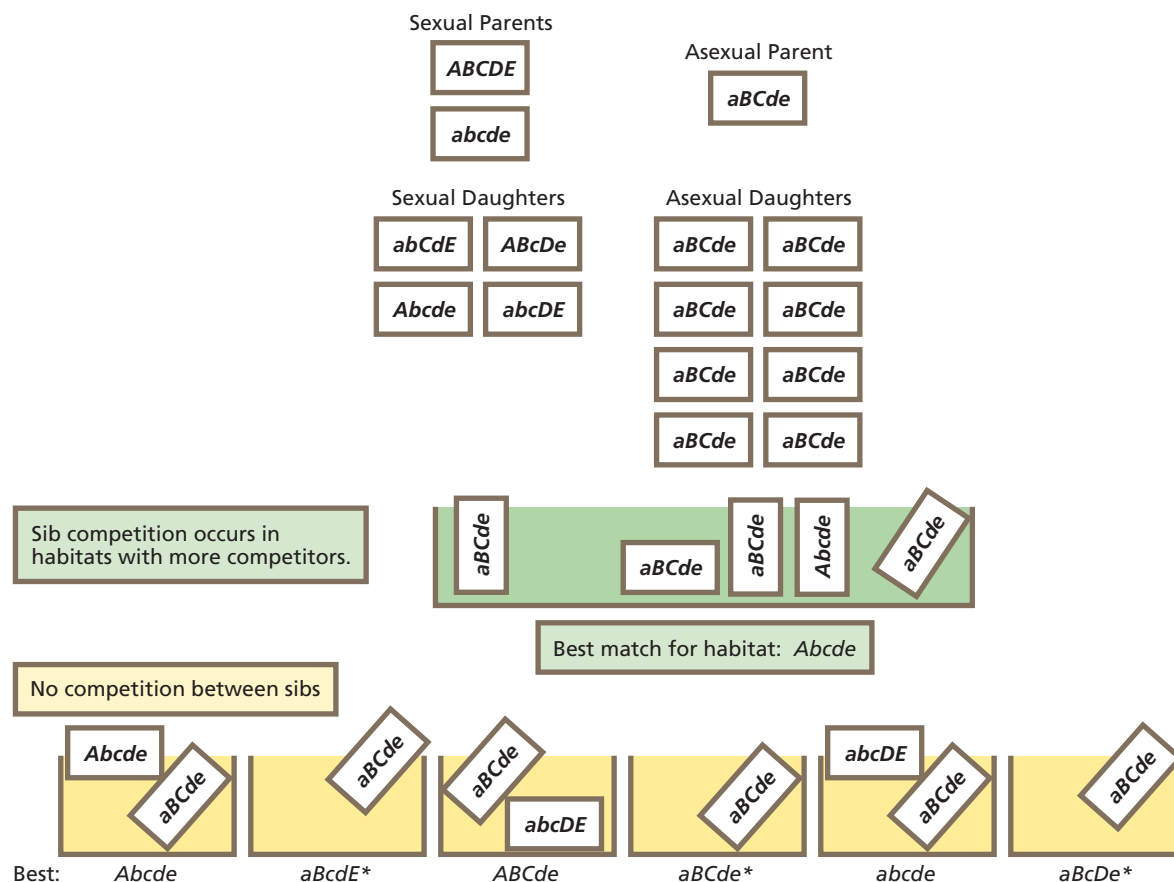 Sexual Parents
ABCDE
abcde
Asexual Parent
aBCde
Sexual Daughters
abCdE ABcDe
Abcde abcDE
Asexual Daughters
aBCde aBCde
aBCde aBCde
aBCde aBCde
aBCde aBCde
Sib competition occurs in
habitats with more competitors.
aBCde
aBCde
aBCde
Abcde
aBCde
Best match for habitat: Abcde
No competition between sibs
Abcde
aBCde
aBCde
aBCde
abcDE
aBCde
abcDE
aBCde
aBCde
Best: Abcde aBcdE* ABCde aBCde* abcde aBcDe*